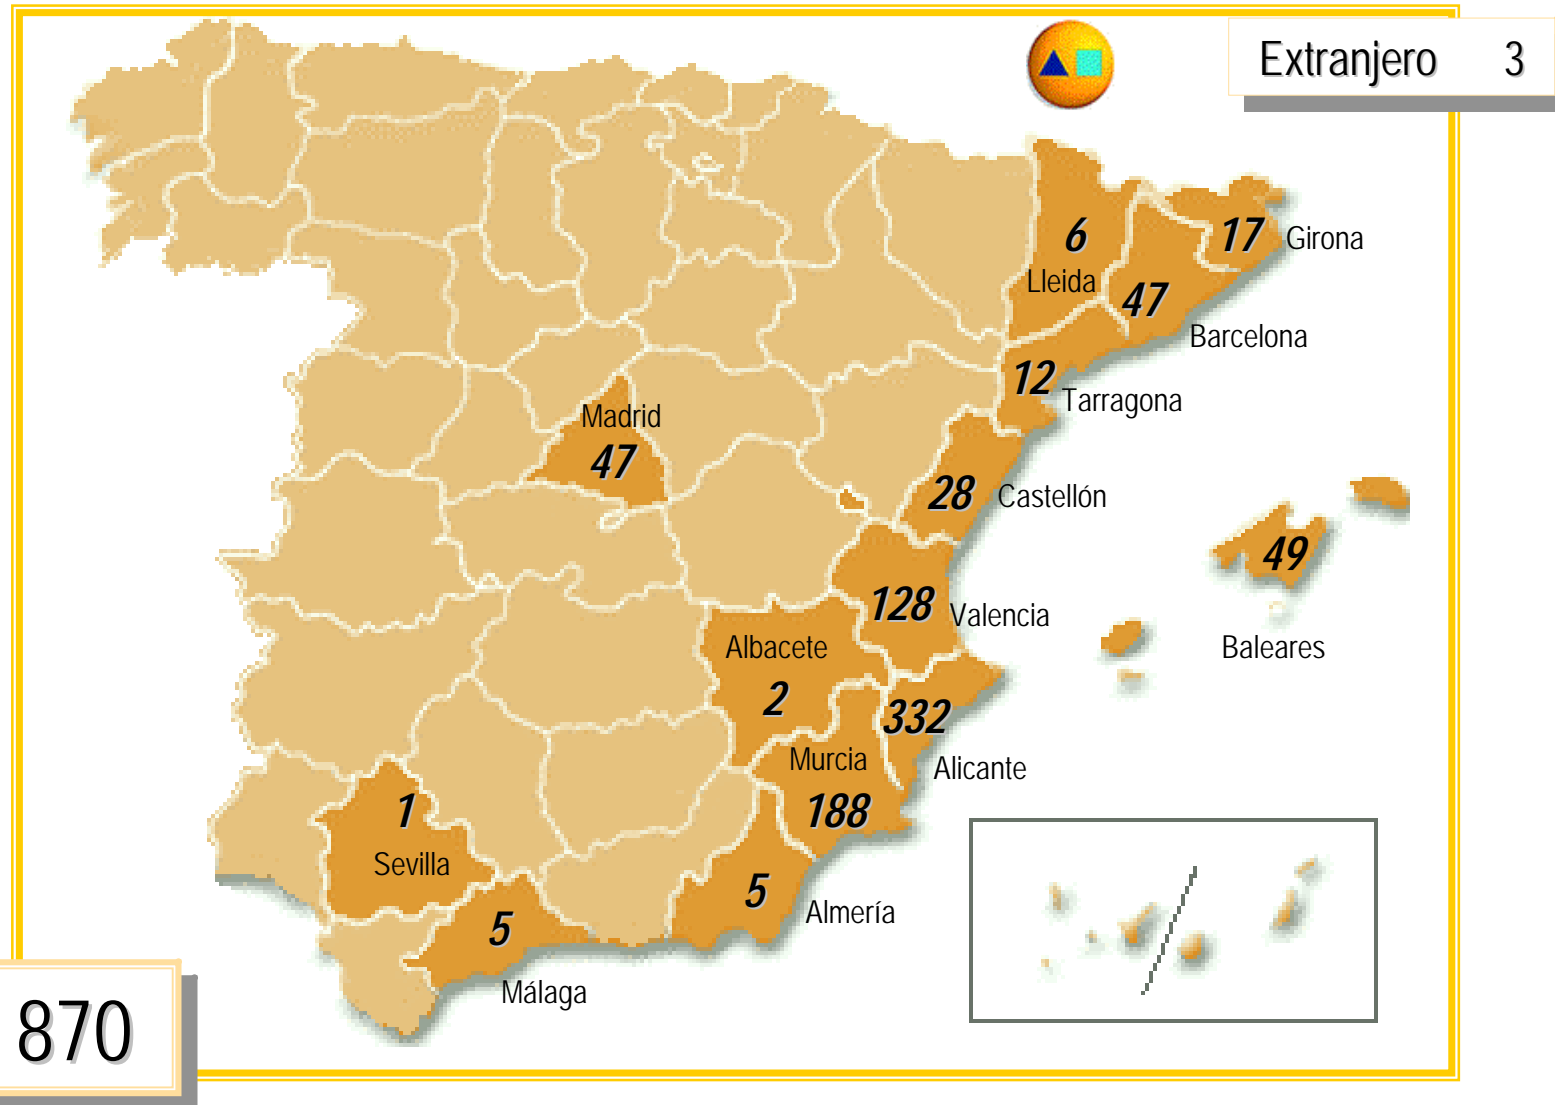 Extranjero 3
6
Lleida
17
Girona
47
Barcelona
12
Tarragona
Madrid
47
28
Castellón
49
Baleares
128
Valencia
Albacete
2
332
Alicante
Murcia
188
1
Sevilla
5
Almería
5
Málaga
870